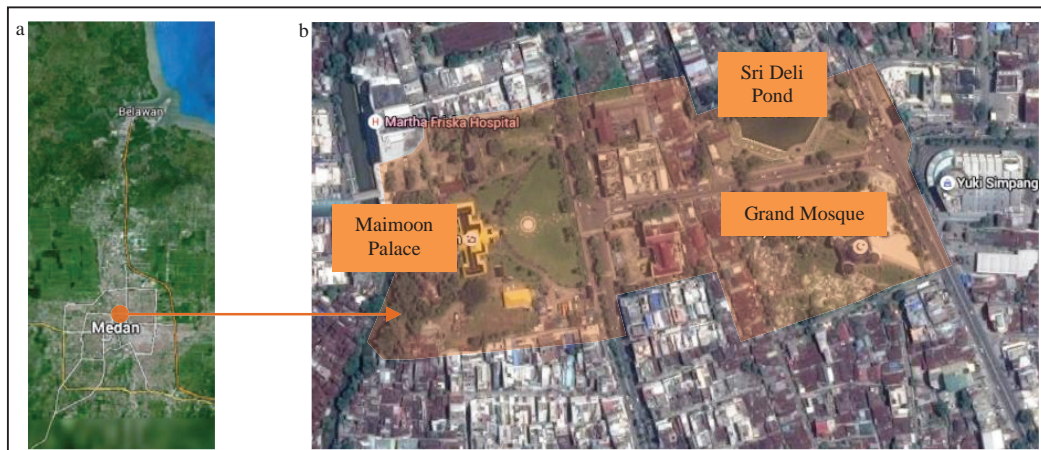 a
Belawan
Medan
b
Martha Friska Hospital
Sri Deli
Pond
Yuki Simpang
Maimoon
Palace
Grand Mosque